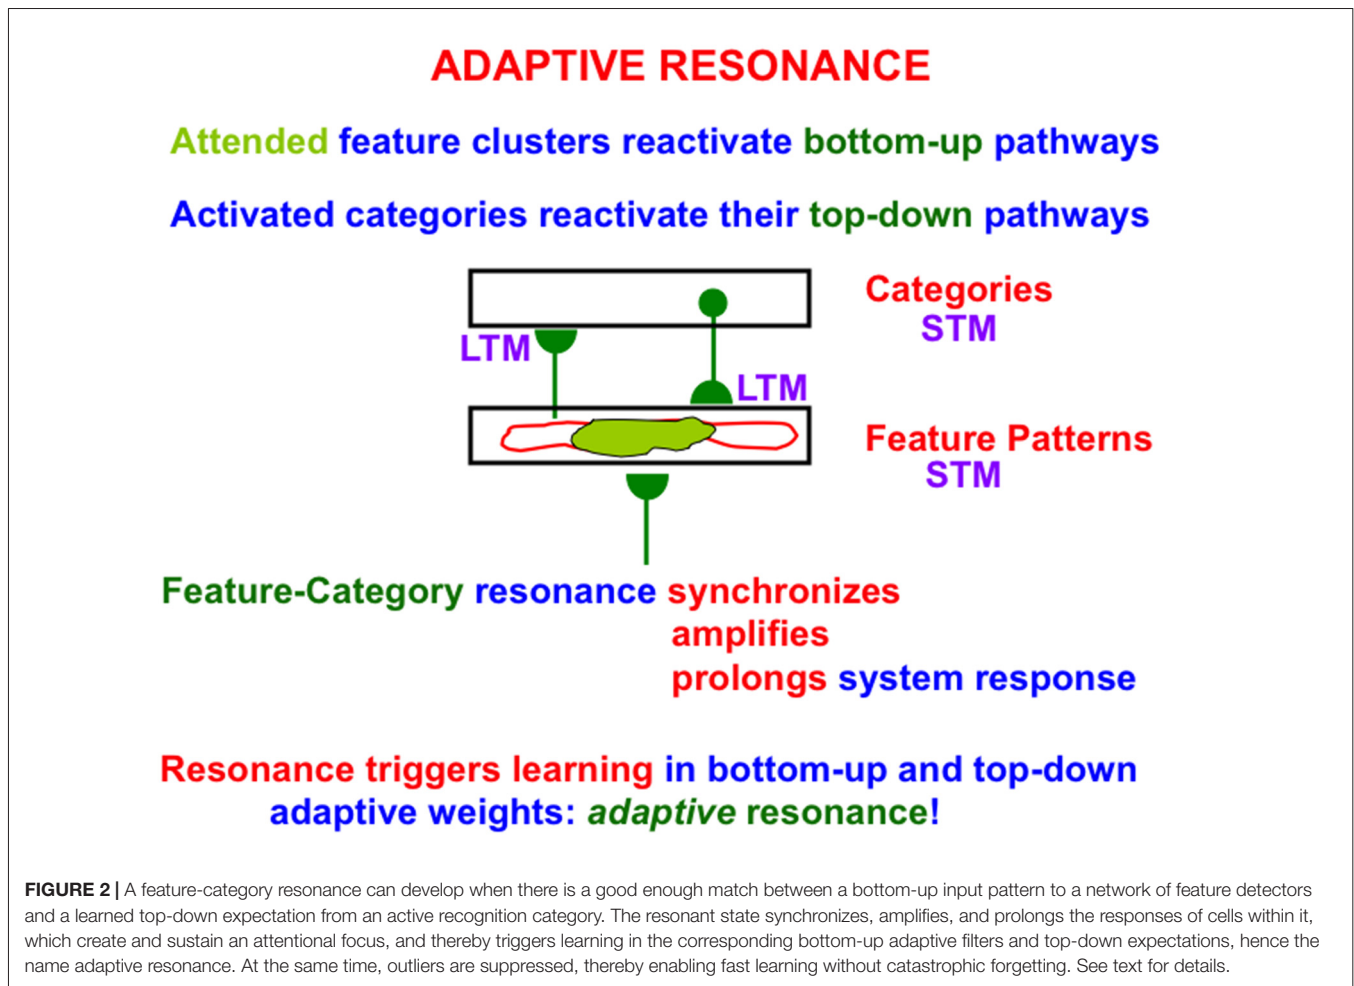 ADAPTIVE RESONANCE
Attended feature clusters reactivate bottom-up pathways
Activated categories reactivate their top-down pathways
Categories
STM
LTM
LTM
Feature Patterns
STM
Feature-Category resonance synchronizes
amplifies
prolongs system response
Resonance triggers learning in bottom-up and top-down
adaptive weights: adaptive resonance!
FIGURE 2 | A feature-category resonance can develop when there is a good enough match between a bottom-up input pattern to a network of feature detectors
and a learned top-down expectation from an active recognition category. The resonant state synchronizes, amplifies, and prolongs the responses of cells within it,
which create and sustain an attentional focus, and thereby triggers learning in the corresponding bottom-up adaptive filters and top-down expectations, hence the
name adaptive resonance. At the same time, outliers are suppressed, thereby enabling fast learning without catastrophic forgetting. See text for details.